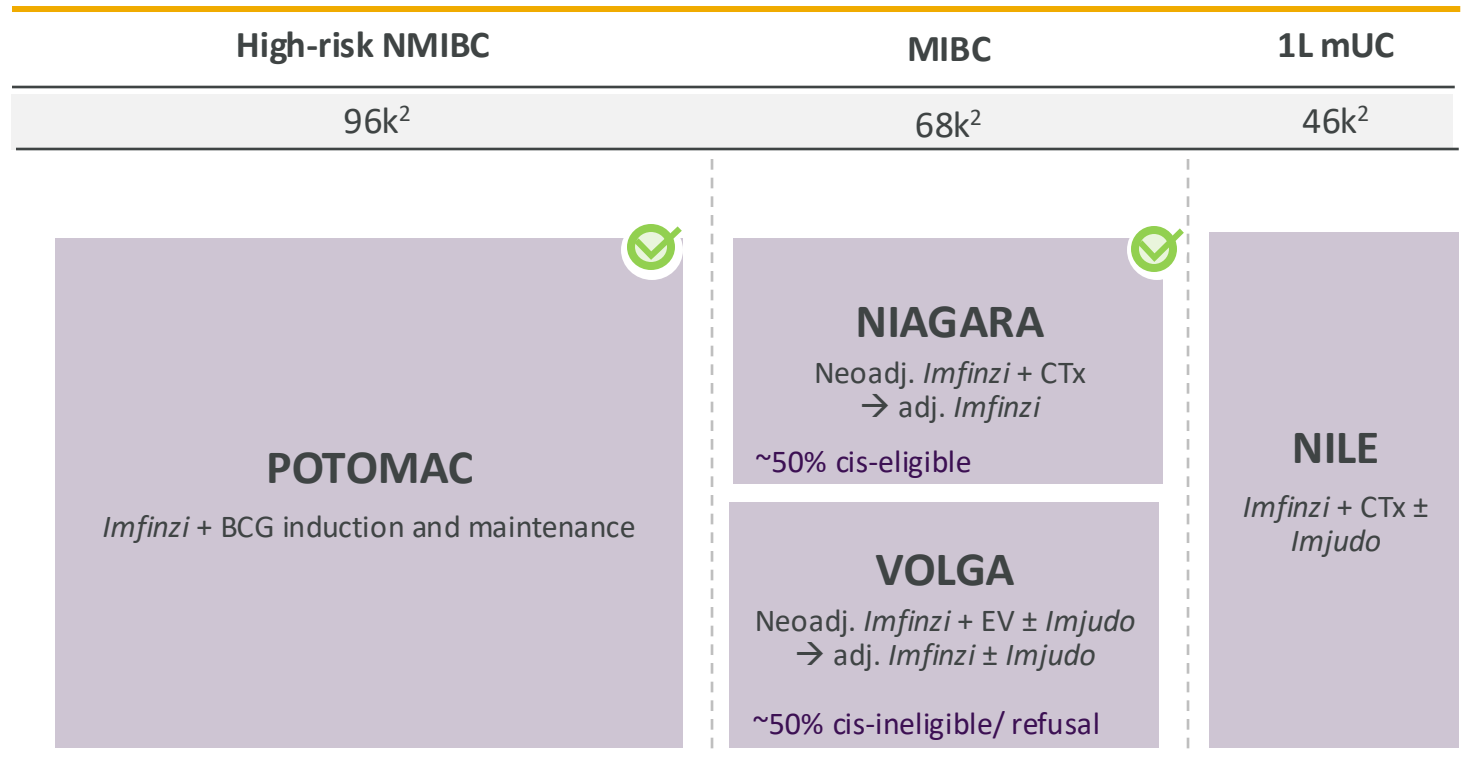 High-risk NMIBC
MIBC
1L mUC
96k²
68k²
46k²
POTOMAC
Imfinzi + BCG induction and maintenance
NIAGARA
Neoadj. Imfinzi + CTx
→ adj. Imfinzi
~50% cis-eligible
VOLGA
Neoadj. Imfinzi + EV ± Imjudo
→ adj. Imfinzi ± Imjudo
~50% cis-ineligible/ refusal
NILE
Imfinzi + CTx ±
Imjudo